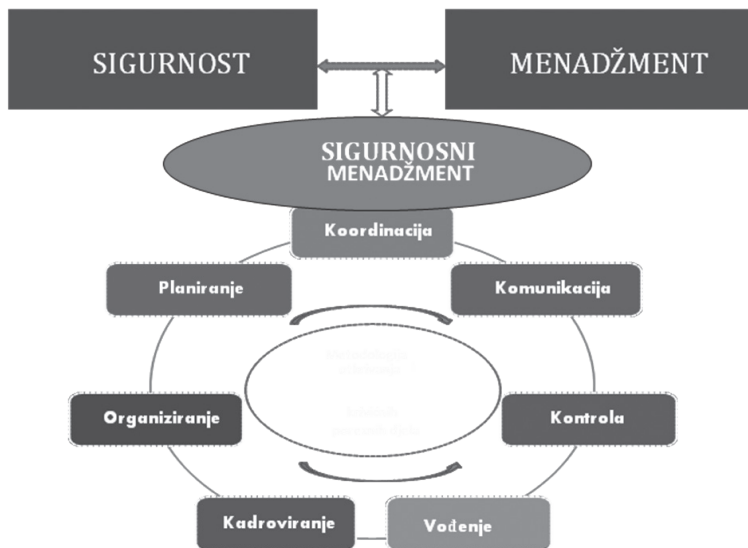 SIGURNOST
MENADŽMENT
SIGURNOSNI
MENADŽMENT
Koordinacija
Planiranje
Komunikacija
Organiziranje
Kontrola
Kadroviranje
Vođenje